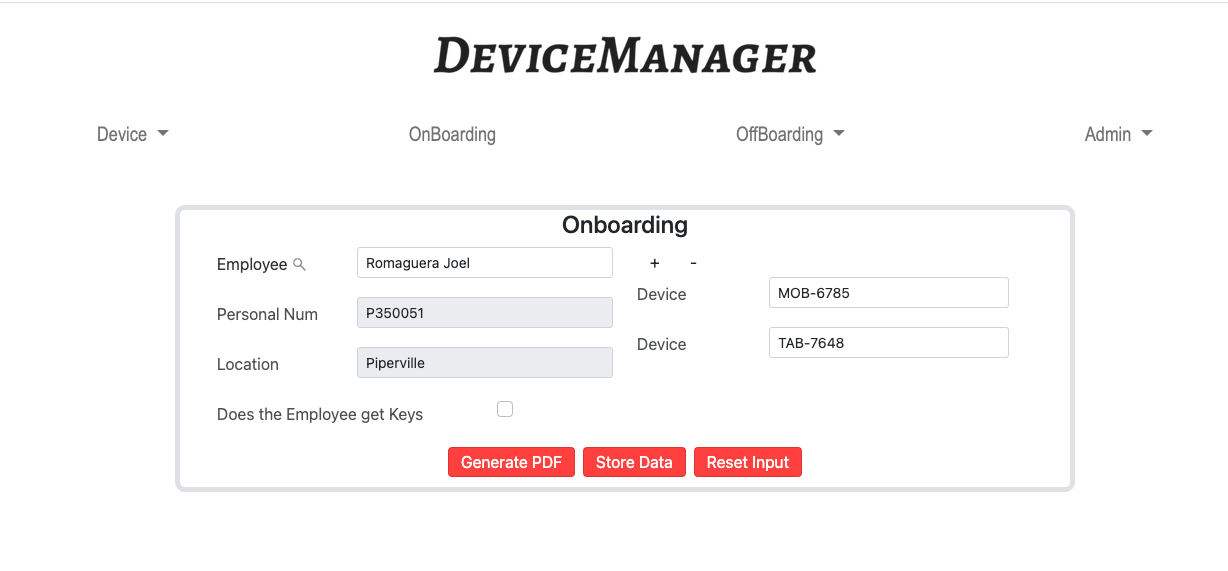 DEVICEMANAGER
Device OnBoarding OffBoarding Admin
Onboarding
Employee Romaguera Joel + -
Device MOB-6785
Personal Num P350051
Device TAB-7648
Location Piperville
Does the Employee get Keys
Generate PDF Store Data Reset Input